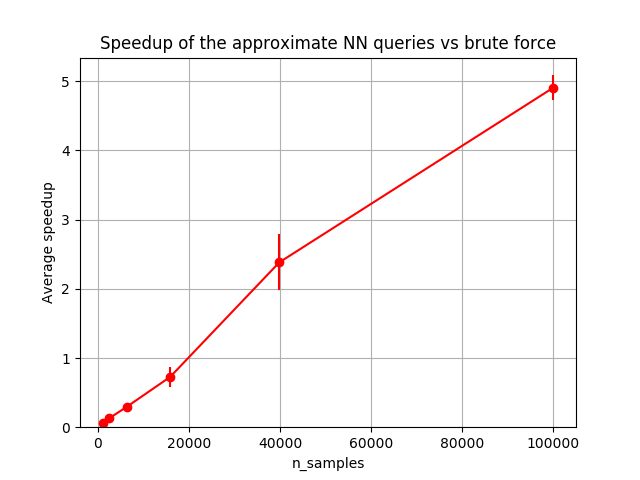 Speedup of the approximate NN queries vs brute force
5
4
3
2
1
0
Average speedup
0 20000 40000 60000 80000 100000
n_samples